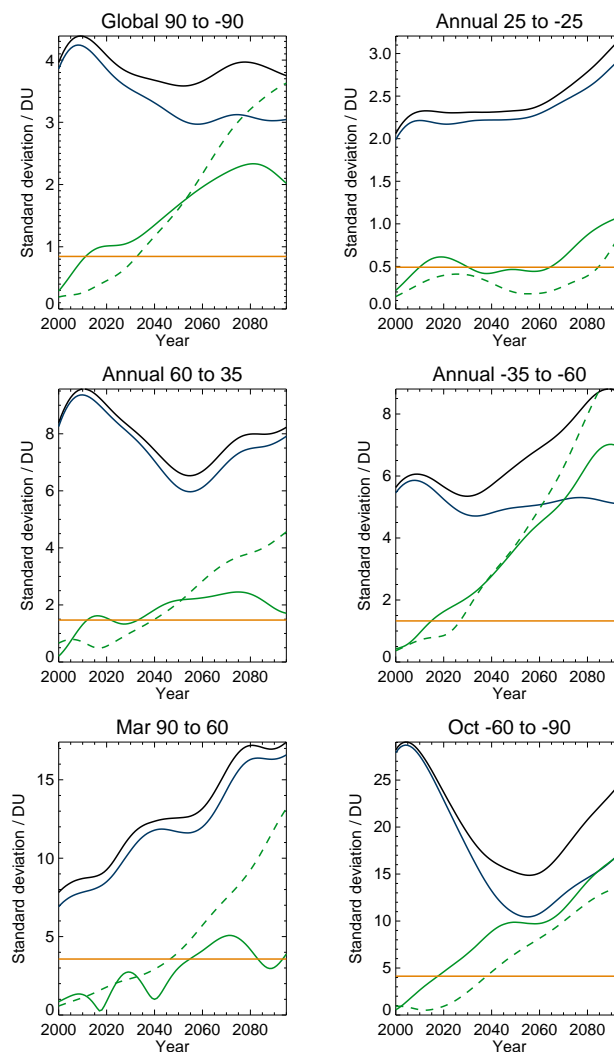 Global 90 to -90
Standard deviation / DU
4
3
2
1
0
2000 2020 2040 2060 2080
Year
Annual 25 to -25
Standard deviation / DU
3.0
2.5
2.0
1.5
1.0
0.5
0.0
2000 2020 2040 2060 2080
Year
Annual 60 to 35
Standard deviation / DU
8
6
4
2
0
2000 2020 2040 2060 2080
Year
Annual -35 to -60
Standard deviation / DU
8
6
4
2
0
2000 2020 2040 2060 2080
Year
Mar 90 to 60
Standard deviation / DU
15
10
5
0
2000 2020 2040 2060 2080
Year
Oct -60 to -90
Standard deviation / DU
25
20
15
10
5
0
2000 2020 2040 2060 2080
Year